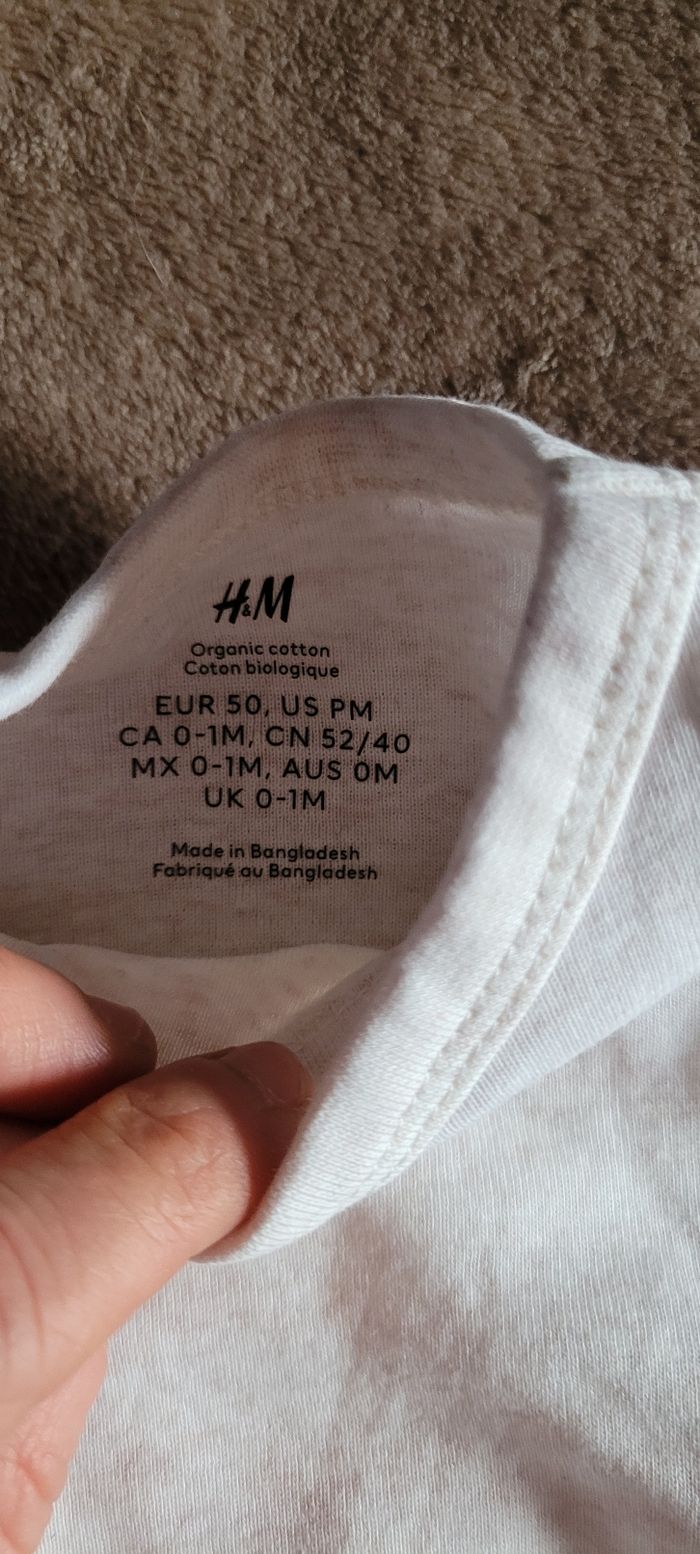 H&M
Organic cotton
Coton biologique
EUR 50, US PM
CA 0-1M, CN 52/40
MX 0-1M, AUS 0M
UK 0-1M
Made in Bangladesh
Fabriqué au Bangladesh